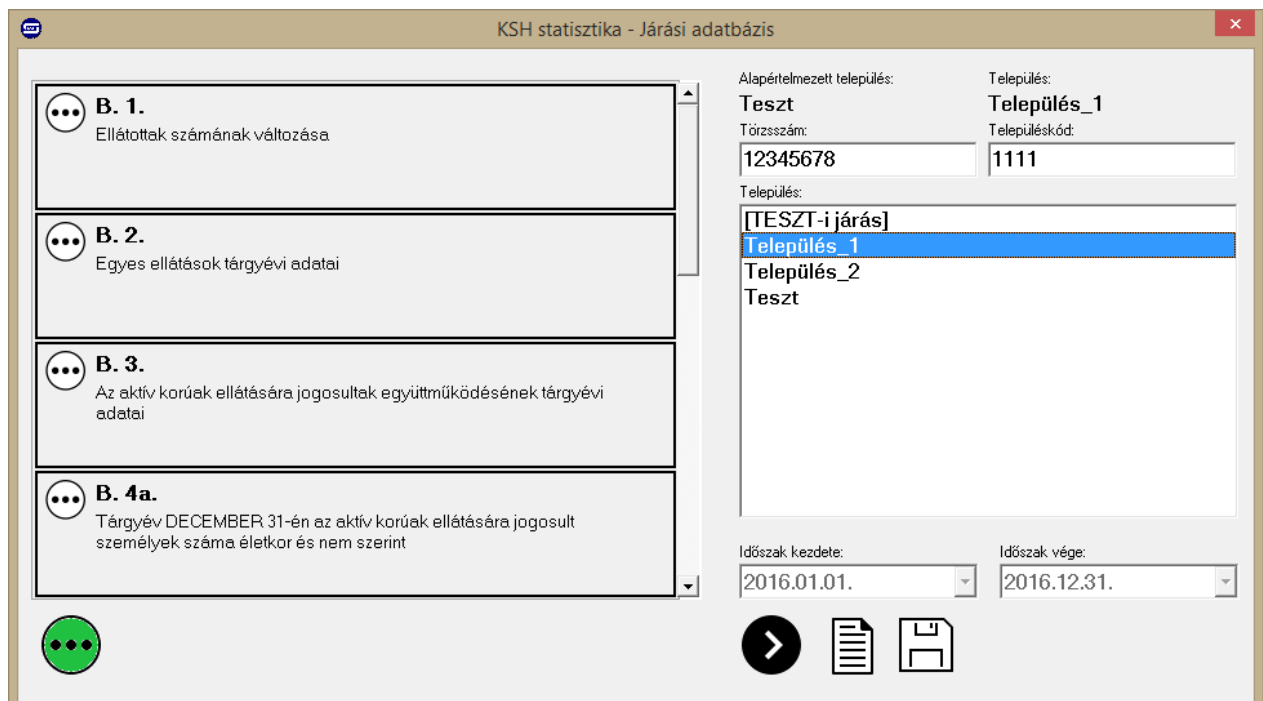 KSH statisztika - Járási adatbázis
B. 1.
Ellátottak számának változása
B. 2.
Egyes ellátások tárgyévi adatai
B. 3.
Az aktív korúak ellátására jogosultak együttműködésének tárgyévi
adatai
B. 4a.
Tárgyév DECEMBER 31-én az aktív korúak ellátására jogosult
személyek száma életkor és nem szerint
Alapértelmezett település:
Teszt
Település:
Település_1
Törzsszám:
12345678
Településkód:
1111
Település:
[TESZT-i járás]
Település_1
Település_2
Teszt
Időszak kezdete:
2016.01.01.
Időszak vége:
2016.12.31.